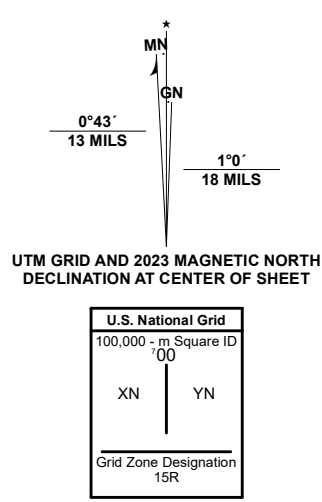 MN
GN
0°43´
13 MILS
1°0´
18 MILS
UTM GRID AND 2023 MAGNETIC NORTH
DECLINATION AT CENTER OF SHEET
U.S. National Grid
100,000 - m Square ID
⁷00
XN YN
Grid Zone Designation
15R